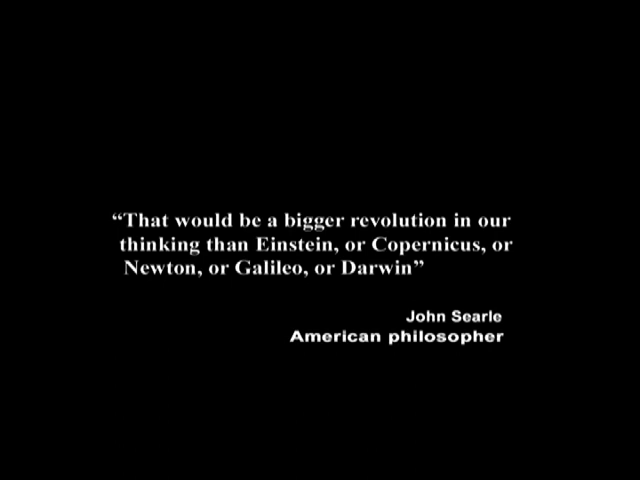 “That would be a bigger revolution in our
thinking than Einstein, or Copernicus, or
Newton, or Galileo, or Darwin”
John Searle
American philosopher